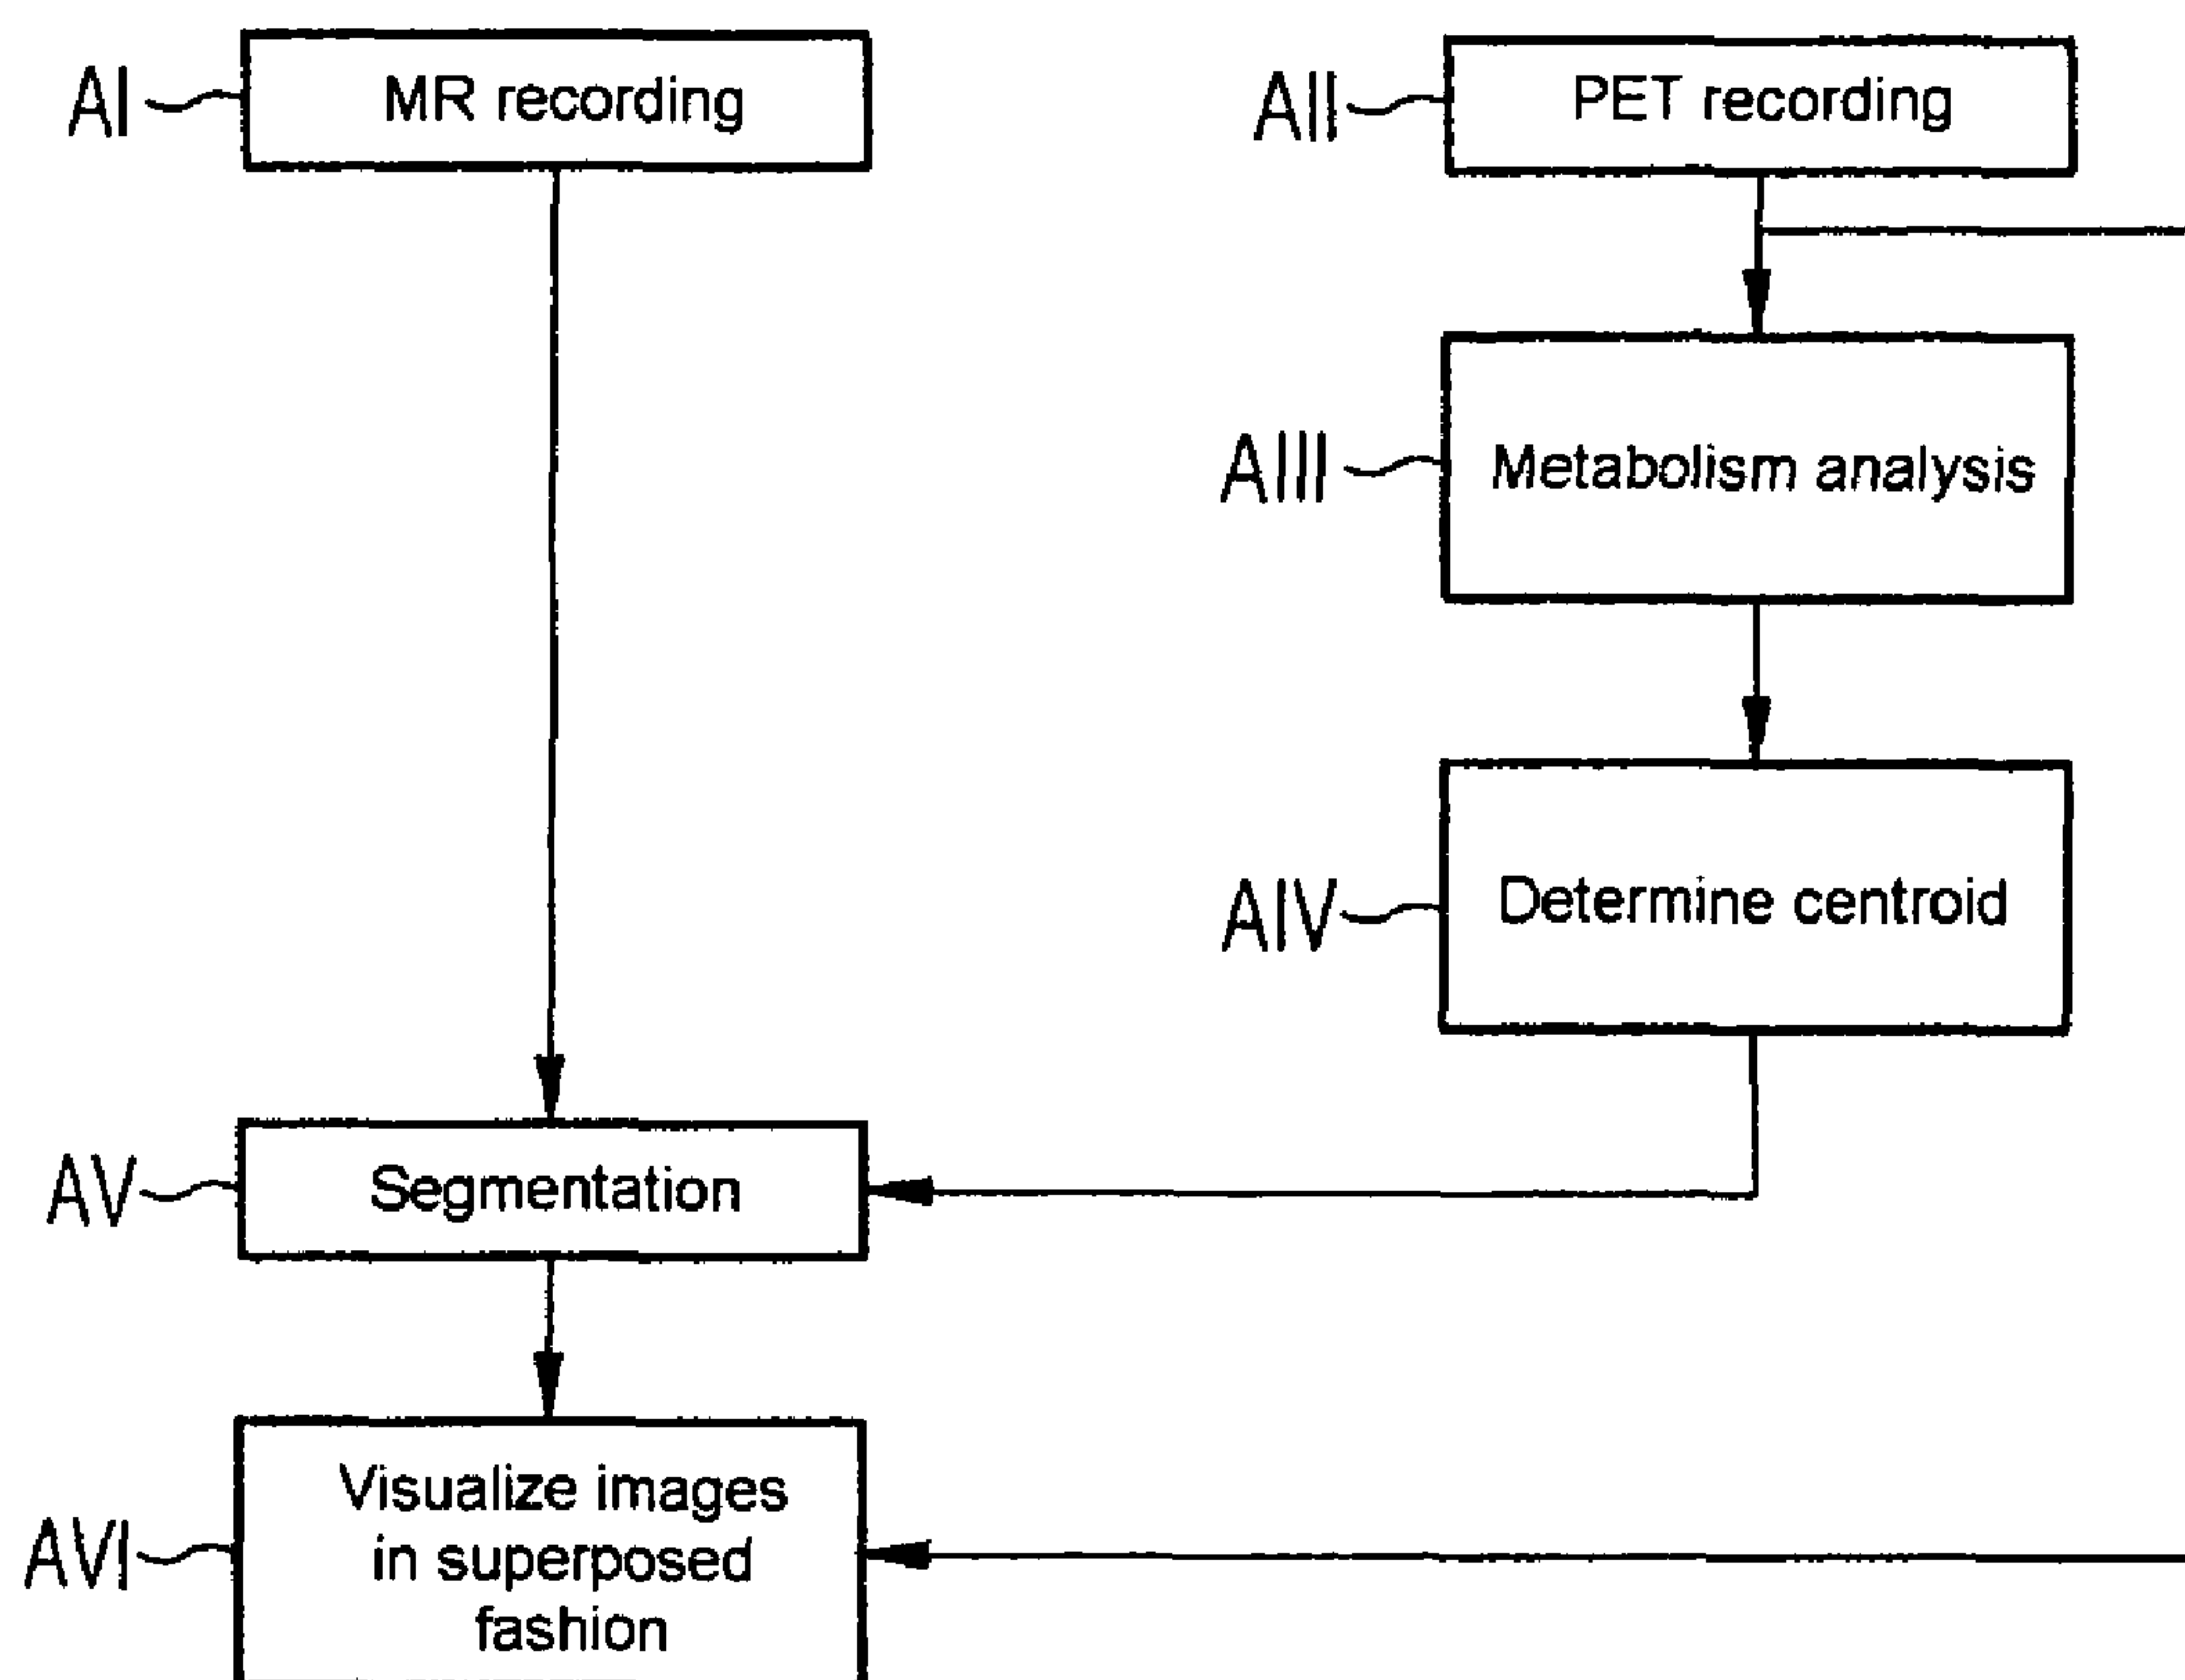 AI
MR recording
AII
PET recording
AIII
Metabolism analysis
AIV
Determine centroid
AV
Segmentation
AVI
Visualize images
in superposed
fashion